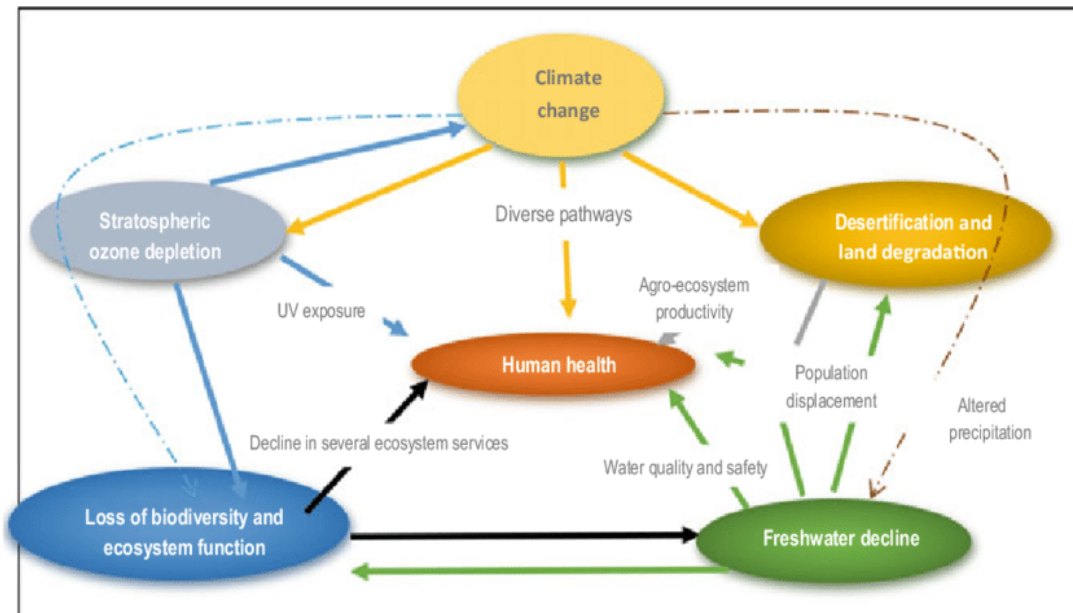 Climate
change
Stratospheric
ozone depletion
Diverse pathways
Desertification and
land degradation
UV exposure
Agro-ecosystem
productivity
Human health
Population
displacement
Altered
precipitation
Decline in several ecosystem services
Water quality and safety
Loss of biodiversity and
ecosystem function
Freshwater decline